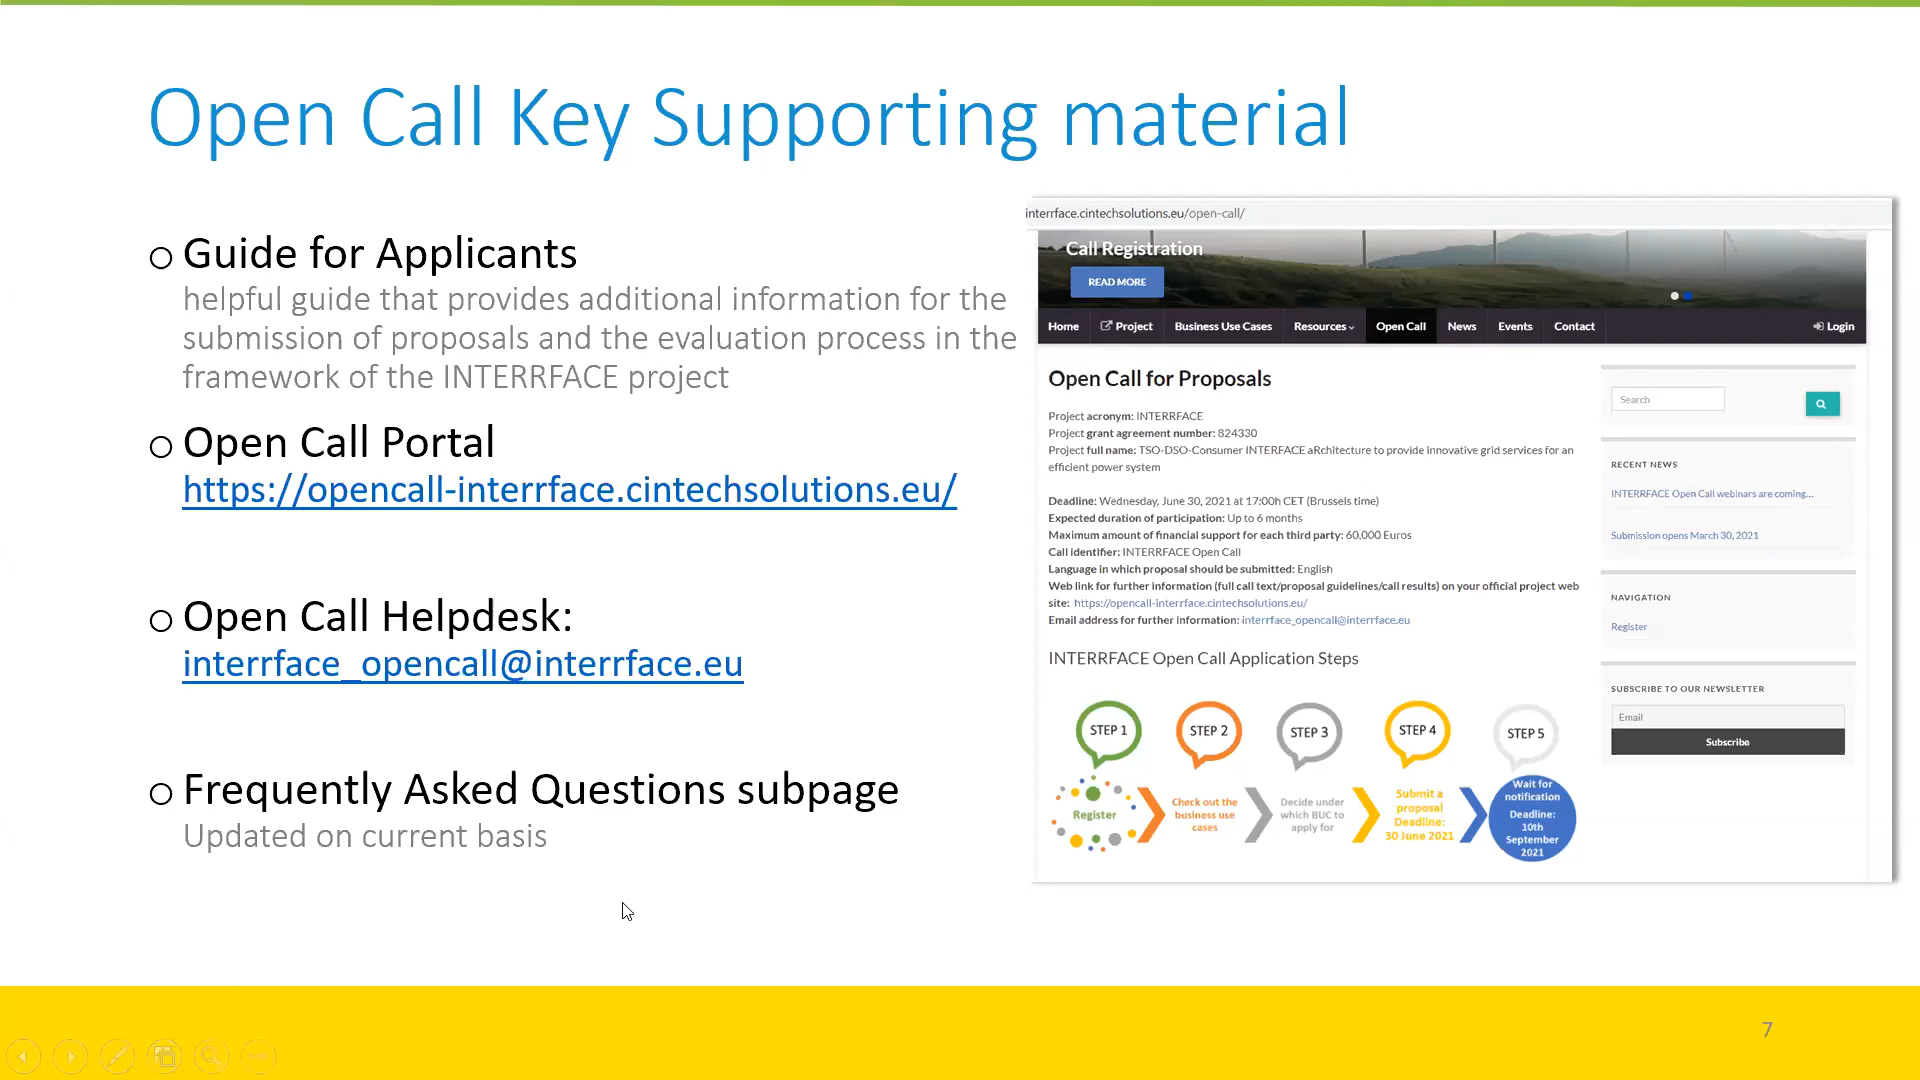 Open Call Key Supporting material
o Guide for Applicants
helpful guide that provides additional information for the
submission of proposals and the evaluation process in the
framework of the INTERRFACE project
o Open Call Portal
https://opencall-interrface.cintechsolutions.eu/
o Open Call Helpdesk:
interrface_opencall@interrface.eu
o Frequently Asked Questions subpage
Updated on current basis
interrface.cintechsolutions.eu/open-call/
Call Registration
READ MORE
Home Project Business Use Cases Resources Open Call News Events Contact Login
Open Call for Proposals
Project acronym: INTERRFACE
Project grant agreement number: 824330
Project full name: TSO-DSO-Consumer INTERFACE aRchitecture to provide innovative grid services for an
efficient power system
Deadline: Wednesday, June 30, 2021 at 17:00h CET (Brussels time)
Expected duration of participation: Up to 6 months
Maximum amount of financial support for each third party: 60,000 Euros
Call identifier: INTERRFACE Open Call
Language in which proposal should be submitted: English
Web link for further information (full call text/proposal guidelines/call results) on your official project web
site: https://opencall-interrface.cintechsolutions.eu/
Email address for further information: interrface_opencall@interrface.eu
INTERRFACE Open Call Application Steps
STEP 1
STEP 2
STEP 3
STEP 4
STEP 5
Register
Check out the
business use
cases
Decide under
which BUC to
apply for
Submit a
proposal
Deadline:
30 June 2021
Wait for
notification
Deadline:
10th
September
2021
Search
RECENT NEWS
INTERRFACE Open Call webinars are coming...
Submission opens March 30, 2021
NAVIGATION
Register
SUBSCRIBE TO OUR NEWSLETTER
Email
Subscribe
7